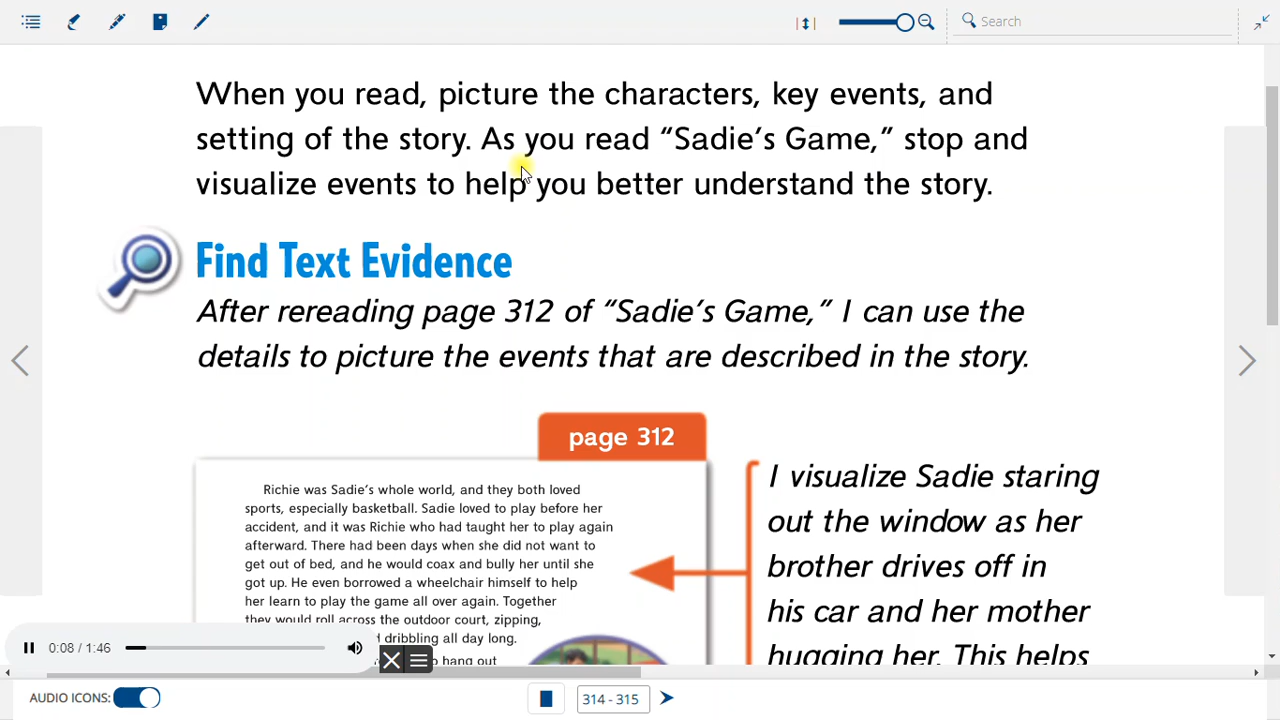 Search
When you read, picture the characters, key events, and
setting of the story. As you read “Sadie’s Game,” stop and
visualize events to help you better understand the story.
Find Text Evidence
After rereading page 312 of “Sadie’s Game,” I can use the
details to picture the events that are described in the story.
page 312
Richie was Sadie’s whole world, and they both loved
sports, especially basketball. Sadie loved to play before her
accident, and it was Richie who had taught her to play again
afterward. There had been days when she did not want to
get out of bed, and he would coax and bully her until she
got up. He even borrowed a wheelchair himself to help
her learn to play the game all over again. Together
they would roll across the outdoor court, zipping,
dribbling all day long.
hang out
I visualize Sadie staring
out the window as her
brother drives off in
his car and her mother
hugging her. This helps
0:08 / 1:46
AUDIO ICONS:
314 - 315